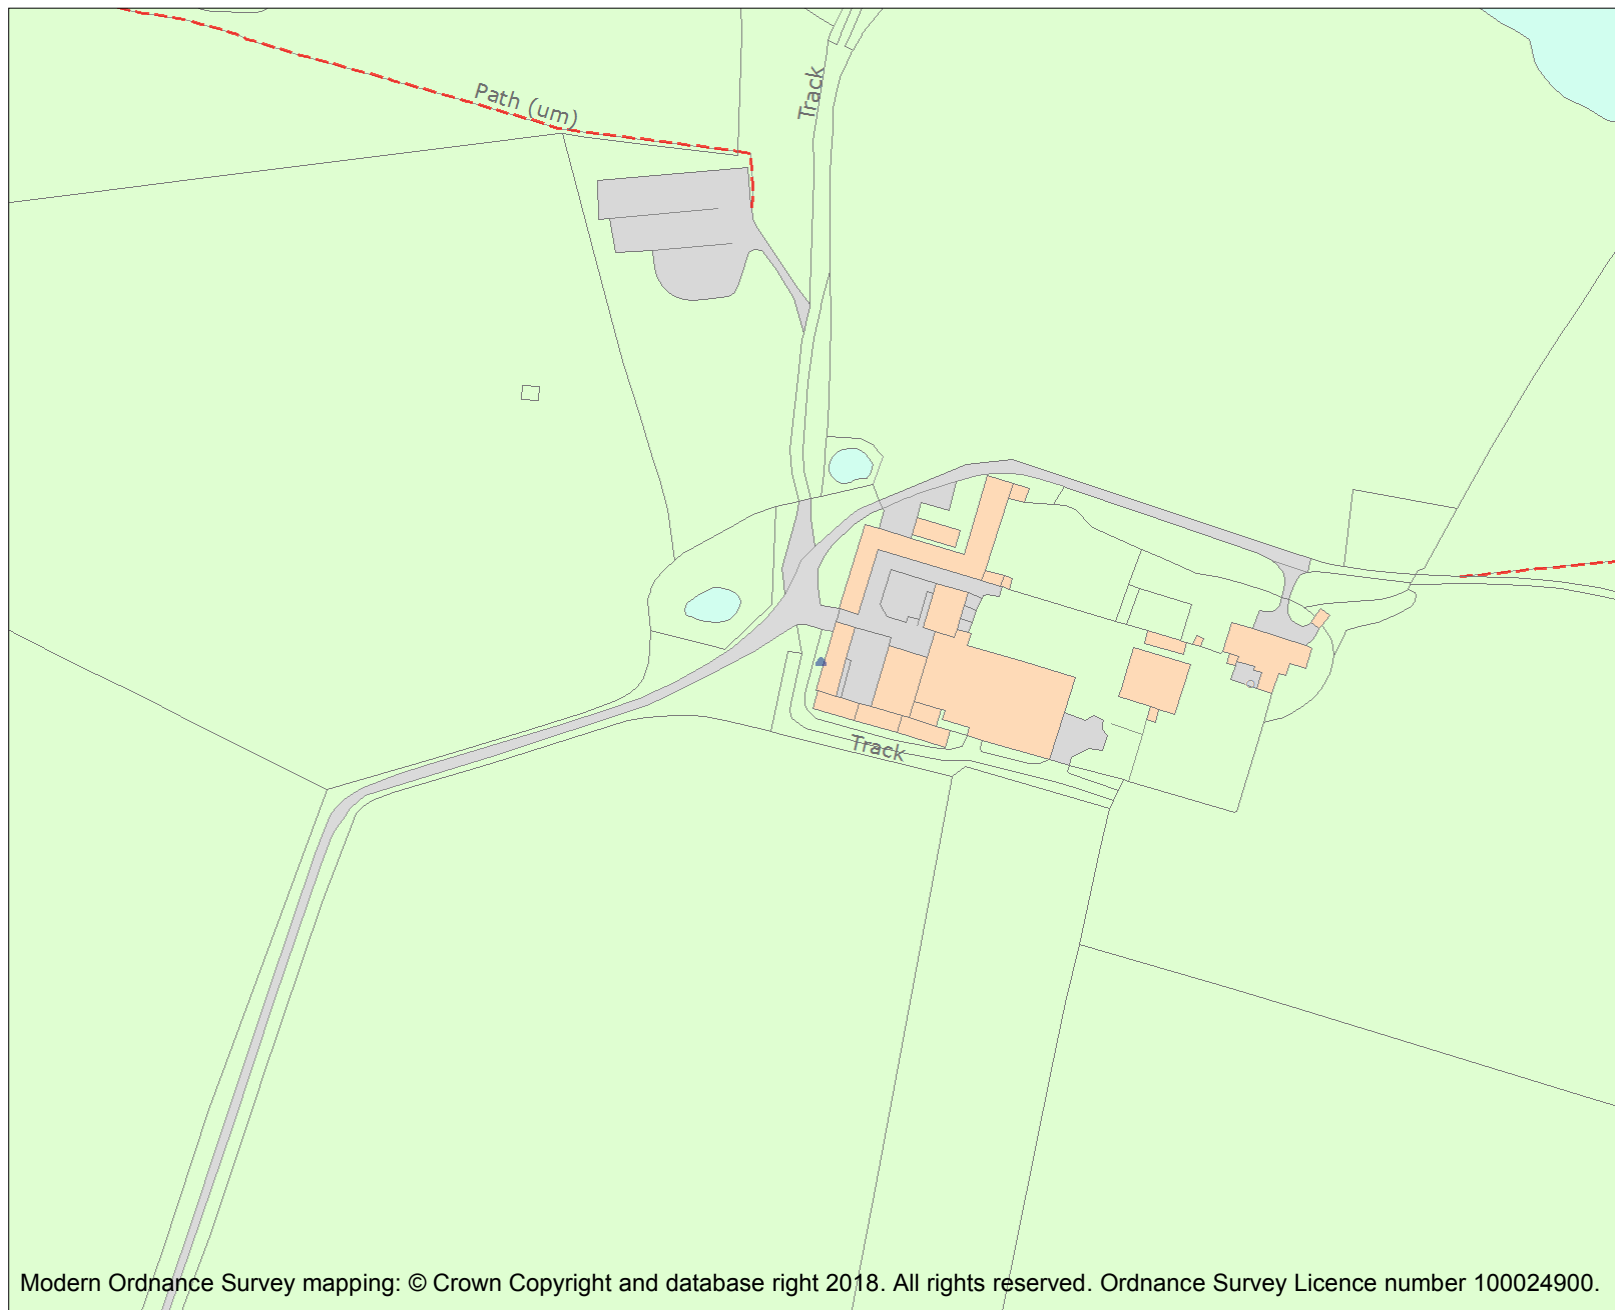 Path (um)
Track
Track
Modern Ordnance Survey mapping: © Crown Copyright and database right 2018. All rights reserved. Ordnance Survey Licence number 100024900.